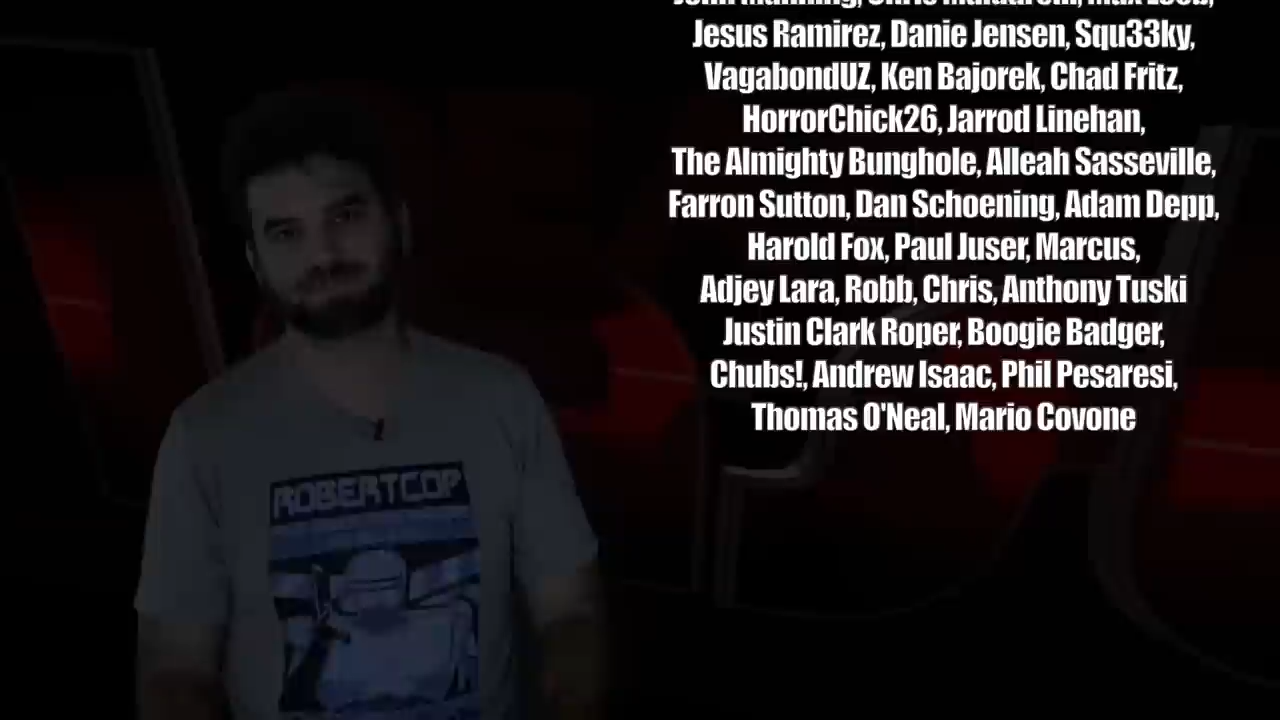 Jesus Ramirez, Danie Jensen, Squ33ky,
VagabondUZ, Ken Bajorek, Chad Fritz,
HorrorChick26, Jarrod Linehan,
The Almighty Bunghole, Alleah Sasseville,
Farron Sutton, Dan Schoening, Adam Depp,
Harold Fox, Paul Juser, Marcus,
Adjey Lara, Robb, Chris, Anthony Tuski
Justin Clark Roper, Boogie Badger,
Chubs!, Andrew Isaac, Phil Pesaresi,
Thomas O'Neal, Mario Covone
ROBERTCOP